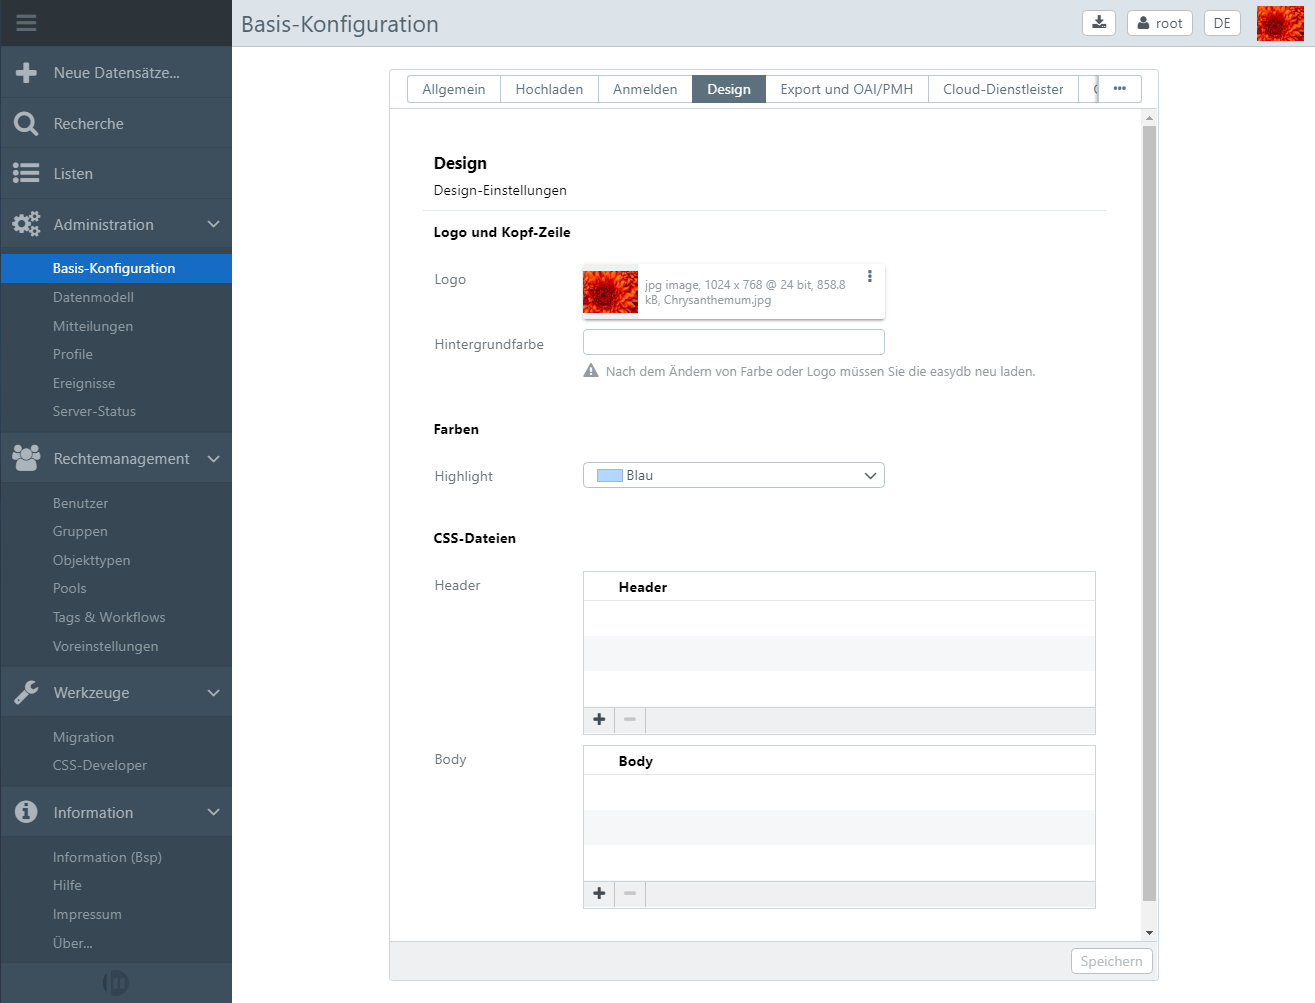 Basis-Konfiguration
root
DE
Neue Datensätze...
Recherche
Listen
Administration
Basis-Konfiguration
Datenmodell
Mitteilungen
Profile
Ereignisse
Server-Status
Rechtemanagement
Benutzer
Gruppen
Objekttypen
Pools
Tags & Workflows
Voreinstellungen
Werkzeuge
Migration
CSS-Developer
Information
Information (Bsp)
Hilfe
Impressum
Über...
Allgemein Hochladen Anmelden Design Export und OAI/PMH Cloud-Dienstleister
Design
Design-Einstellungen
Logo und Kopf-Zeile
Logo
jpg image, 1024 x 768 @ 24 bit, 858.8
kB, Chrysanthemum.jpg
Hintergrundfarbe
Nach dem Ändern von Farbe oder Logo müssen Sie die easydb neu laden.
Farben
Highlight
Blau
CSS-Dateien
Header
Header
Body
Body
Speichern